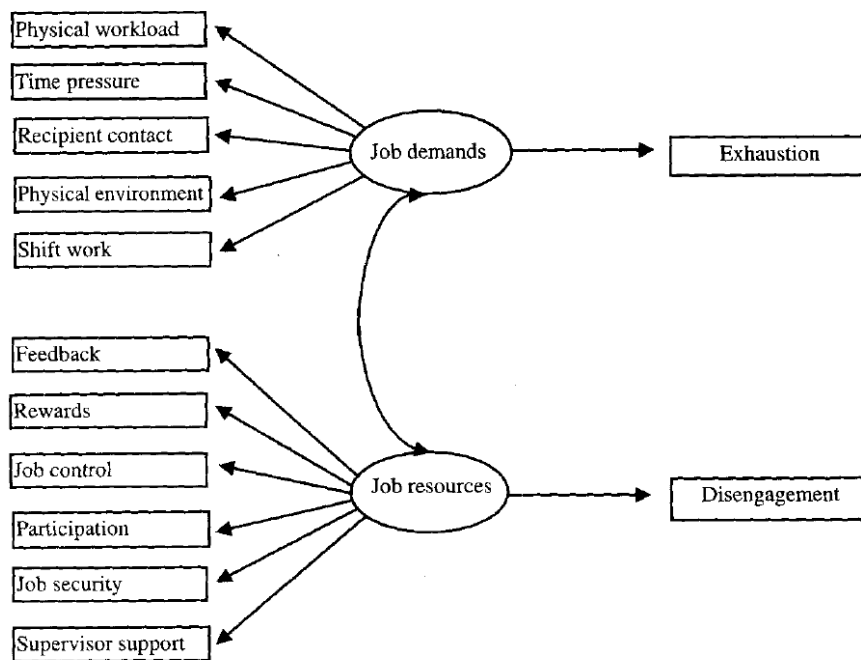 Physical workload
Time pressure
Recipient contact
Physical environment
Shift work
Job demands
Exhaustion
Feedback
Rewards
Job control
Participation
Job security
Supervisor support
Job resources
Disengagement